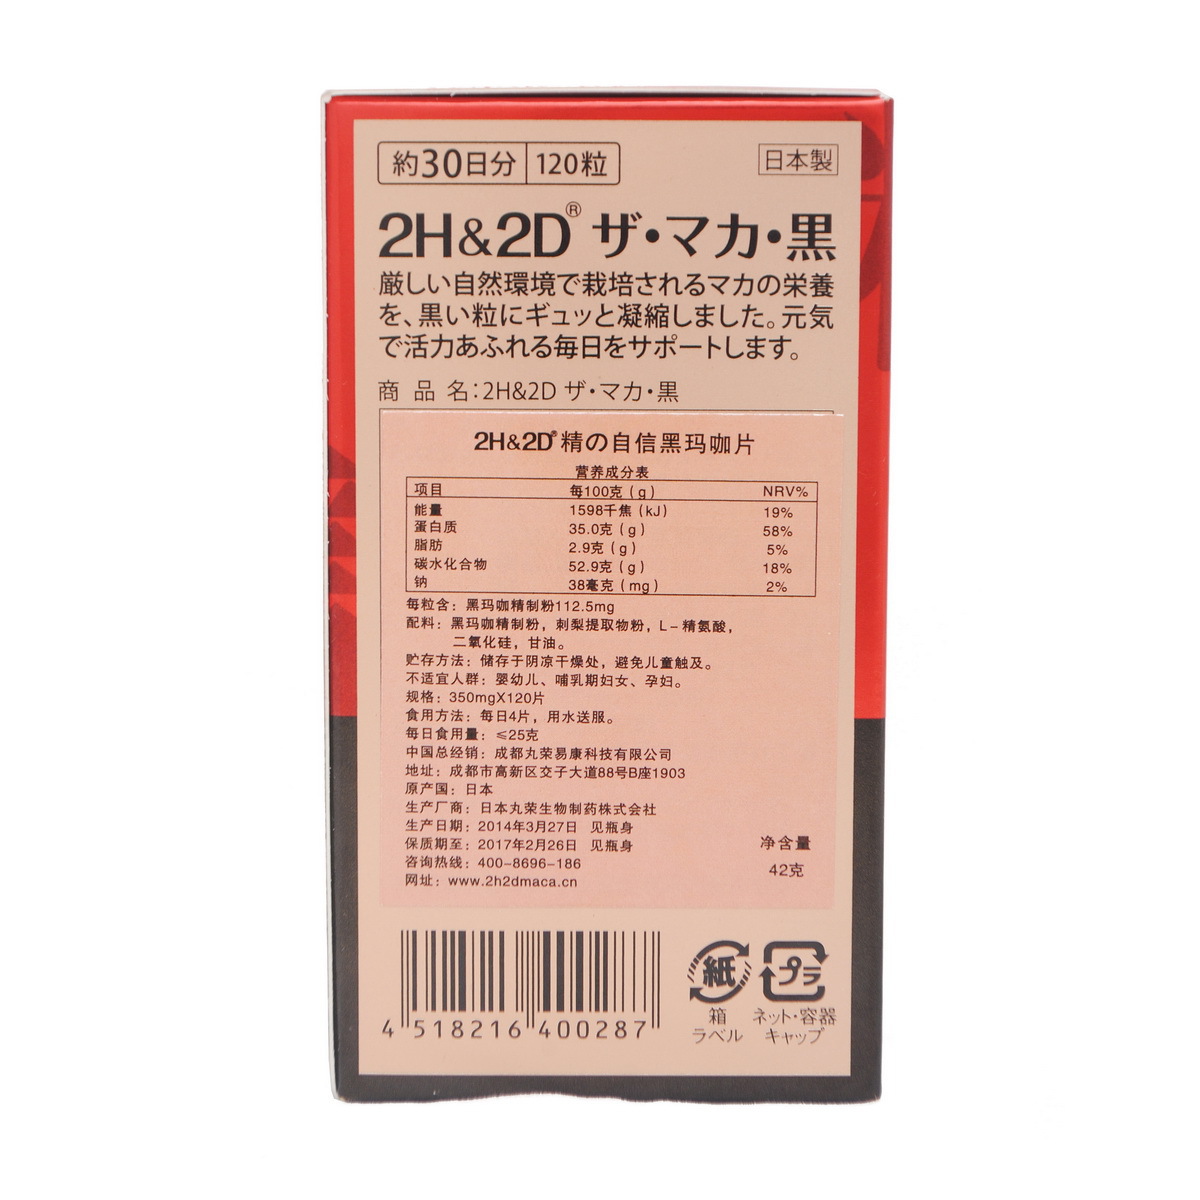 約30日分 120粒 日本製
2H&2D® ザ・マカ・黒
厳しい自然環境で栽培されるマカの栄養
を、黒い粒にギュッと凝縮しました。元気
で活力あふれる毎日をサポートします。
商 品 名:2H&2D ザ・マカ・黒
2H&2D®精の自信黑玛咖片
营养成分表
项目 每100克(g) NRV%
能量 1598千焦(kJ) 19%
蛋白质 35.0克(g) 58%
脂肪 2.9克(g) 5%
碳水化合物 52.9克(g) 18%
钠 38毫克(mg) 2%
每粒含：黑玛咖精制粉112.5mg
配料：黑玛咖精制粉，刺梨提取物粉，L-精氨酸，
二氧化硅，甘油。
贮存方法：储存于阴凉干燥处，避免儿童触及。
不适宜人群：婴幼儿、哺乳期妇女、孕妇。
规格：350mgX120片
食用方法：每日4片，用水送服。
每日食用量：≤25克
中国总经销：成都丸荣易康科技有限公司
地址：成都市高新区交子大道88号B座1903
原产国：日本
生产厂商：日本丸荣生物制药株式会社
生产日期：2014年3月27日 见瓶身
保质期至：2017年2月26日 见瓶身
咨询热线：400-8696-186
网址：www.2h2dmaca.cn
净含量
42克
4 518216 400287
紙 プラ
箱 ネット・容器
ラベル キャップ